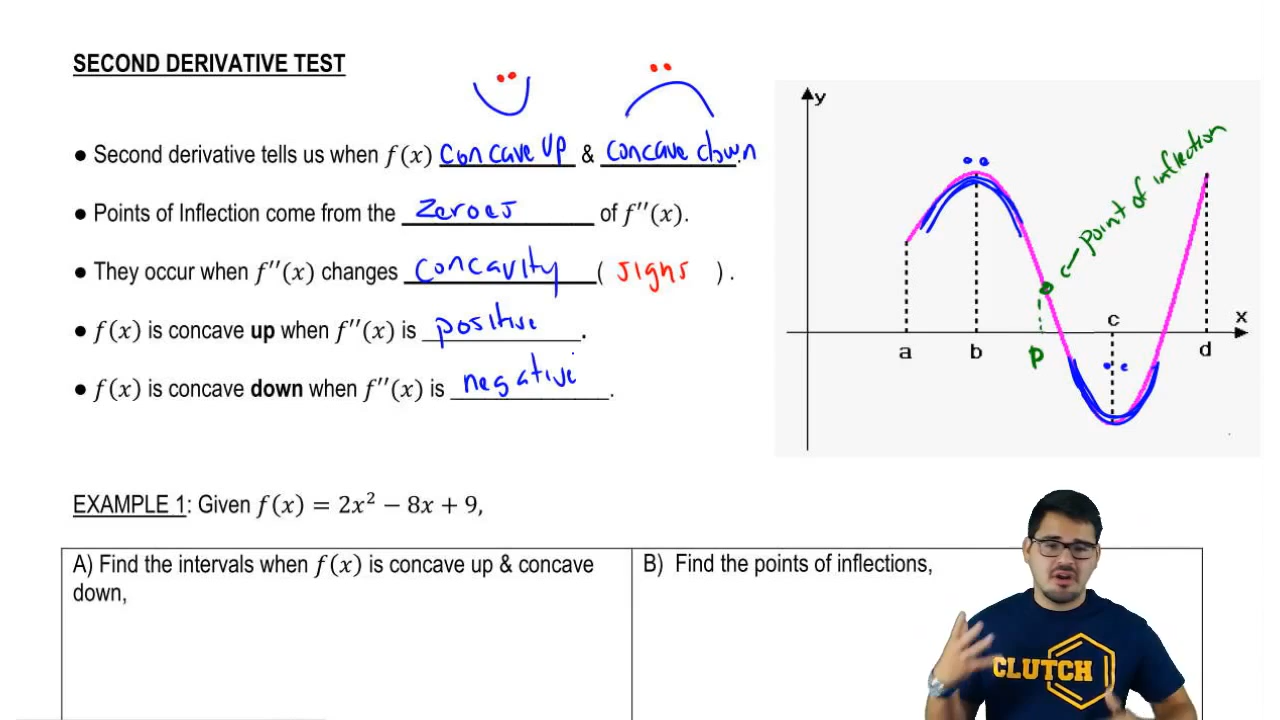 SECOND DERIVATIVE TEST
● Second derivative tells us when f(x) concave up & concave down.
● Points of Inflection come from the zeroes of f''(x).
● They occur when f''(x) changes concavity ( signs ).
● f(x) is concave up when f''(x) is positive.
● f(x) is concave down when f''(x) is negative.
y
point of inflection
x
a
b
p
c
d
EXAMPLE 1: Given f(x) = 2x² − 8x + 9,
A) Find the intervals when f(x) is concave up & concave
down,
B) Find the points of inflections,
CLUTCH